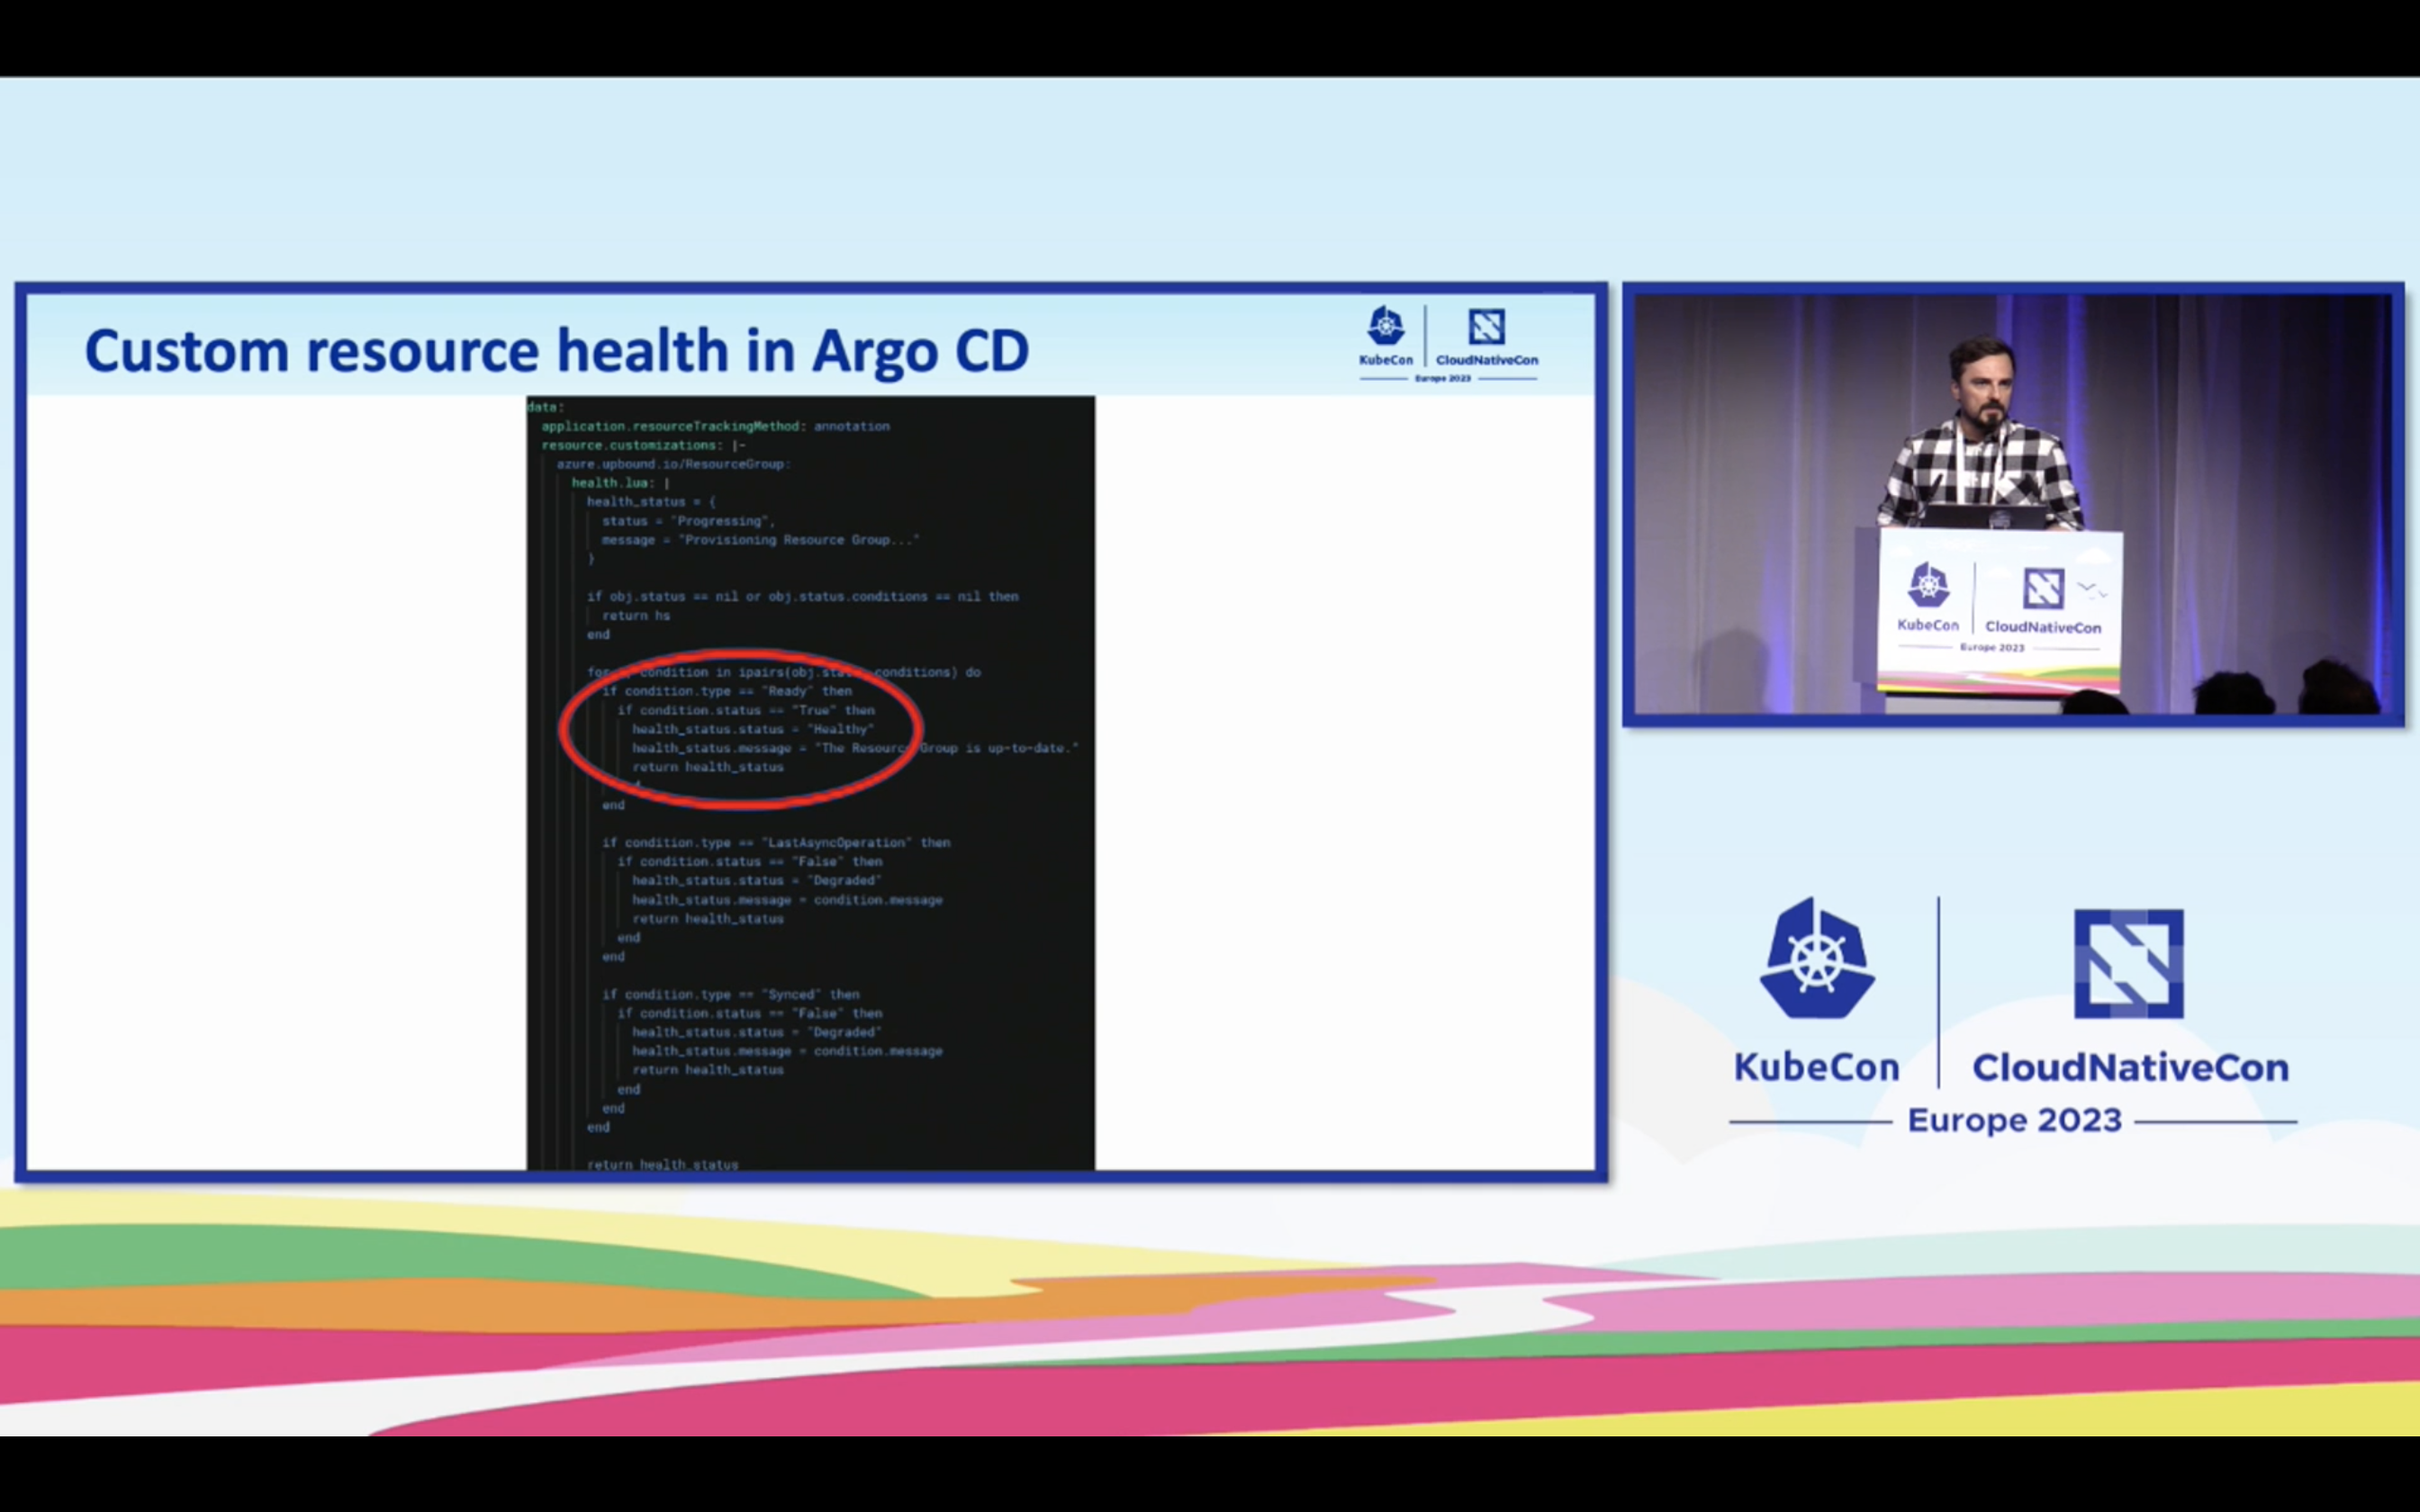 Custom resource health in Argo CD
KubeCon
CloudNativeCon
Europe 2023
data:
application.resourceTrackingMethod: annotation
resource.customizations: |-
azure.upbound.io/ResourceGroup:
health.lua: |
health_status = {
status = "Progressing",
message = "Provisioning Resource Group..."
}
if obj.status == nil or obj.status.conditions == nil then
return hs
end
condition in ipairs(obj. conditions) do
if condition.type == "Ready" then
if condition.status == "True" then
health_status.status = "Healthy"
health_status.message = "The Resource Group is up-to-date."
return health_status
end
if condition.type == "LastAsyncOperation" then
if condition.status == "False" then
health_status.status = "Degraded"
health_status.message = condition.message
return health_status
end
end
if condition.type == "Synced" then
if condition.status == "False" then
health_status.status = "Degraded"
health_status.message = condition.message
return health_status
end
end
end
return health_status
KubeCon
CloudNativeCon
Europe 2023
KubeCon
CloudNativeCon
Europe 2023